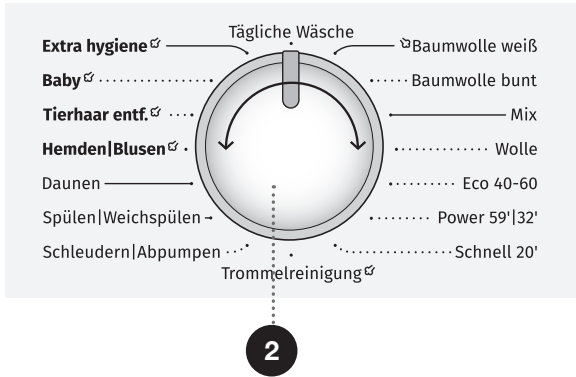 Tägliche Wäsche
Extra hygiene
Baby
Tierhaar entf.
Hemden|Blusen
Daunen
Spülen|Weichspülen
Schleudern|Abpumpen
Baumwolle weiß
Baumwolle bunt
Mix
Wolle
Eco 40-60
Power 59'|32'
Schnell 20'
Trommelreinigung
2